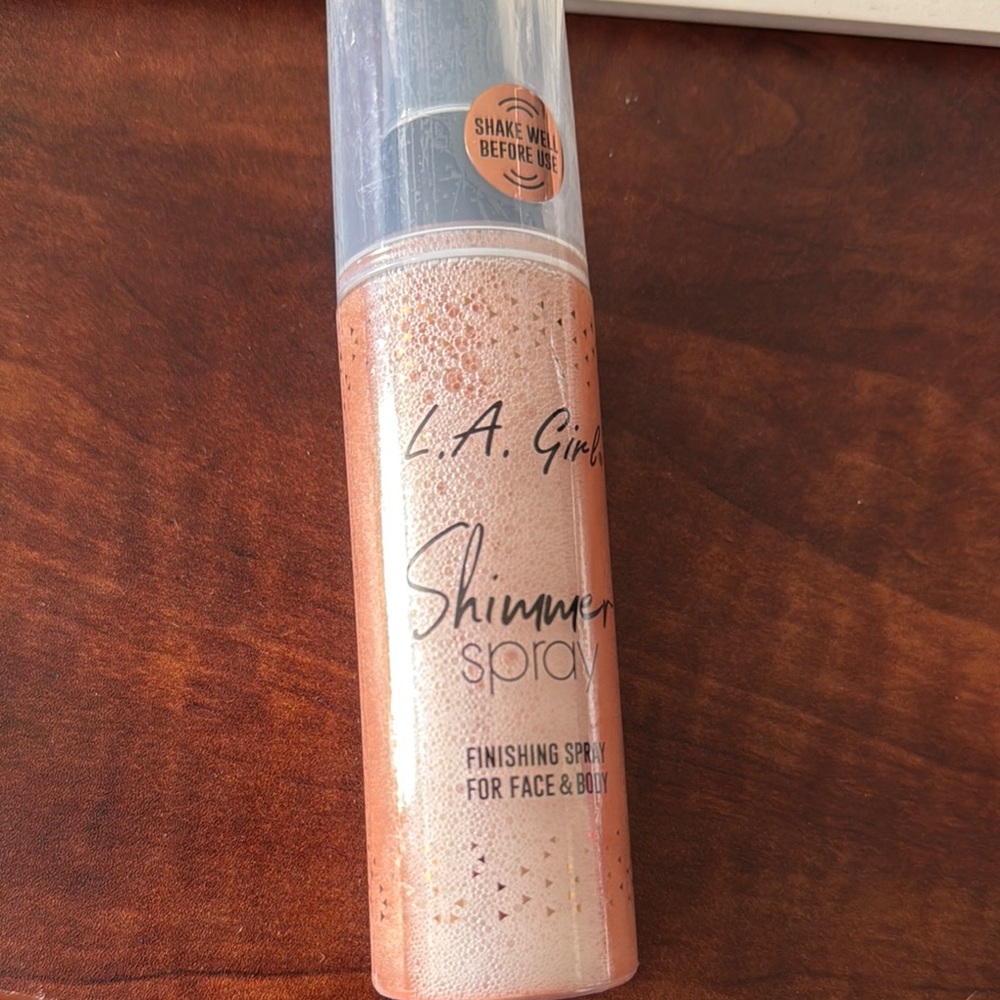 SHAKE WELL
BEFORE USE
L.A. Girl
Shimmer
spray
FINISHING SPRAY
FOR FACE & BODY